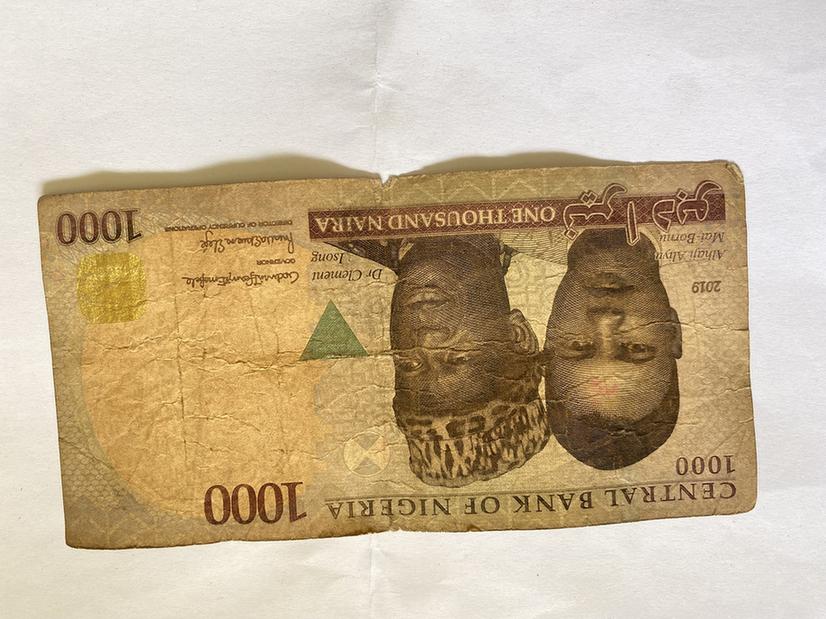 CENTRAL BANK OF NIGERIA 1000
1000
2019
Alhaji Aliyu
Mai-Bornu
Dr Clement
Isong
GOVERNOR
DIRECTOR OF CURRENCY OPERATIONS
ONE THOUSAND NAIRA
1000